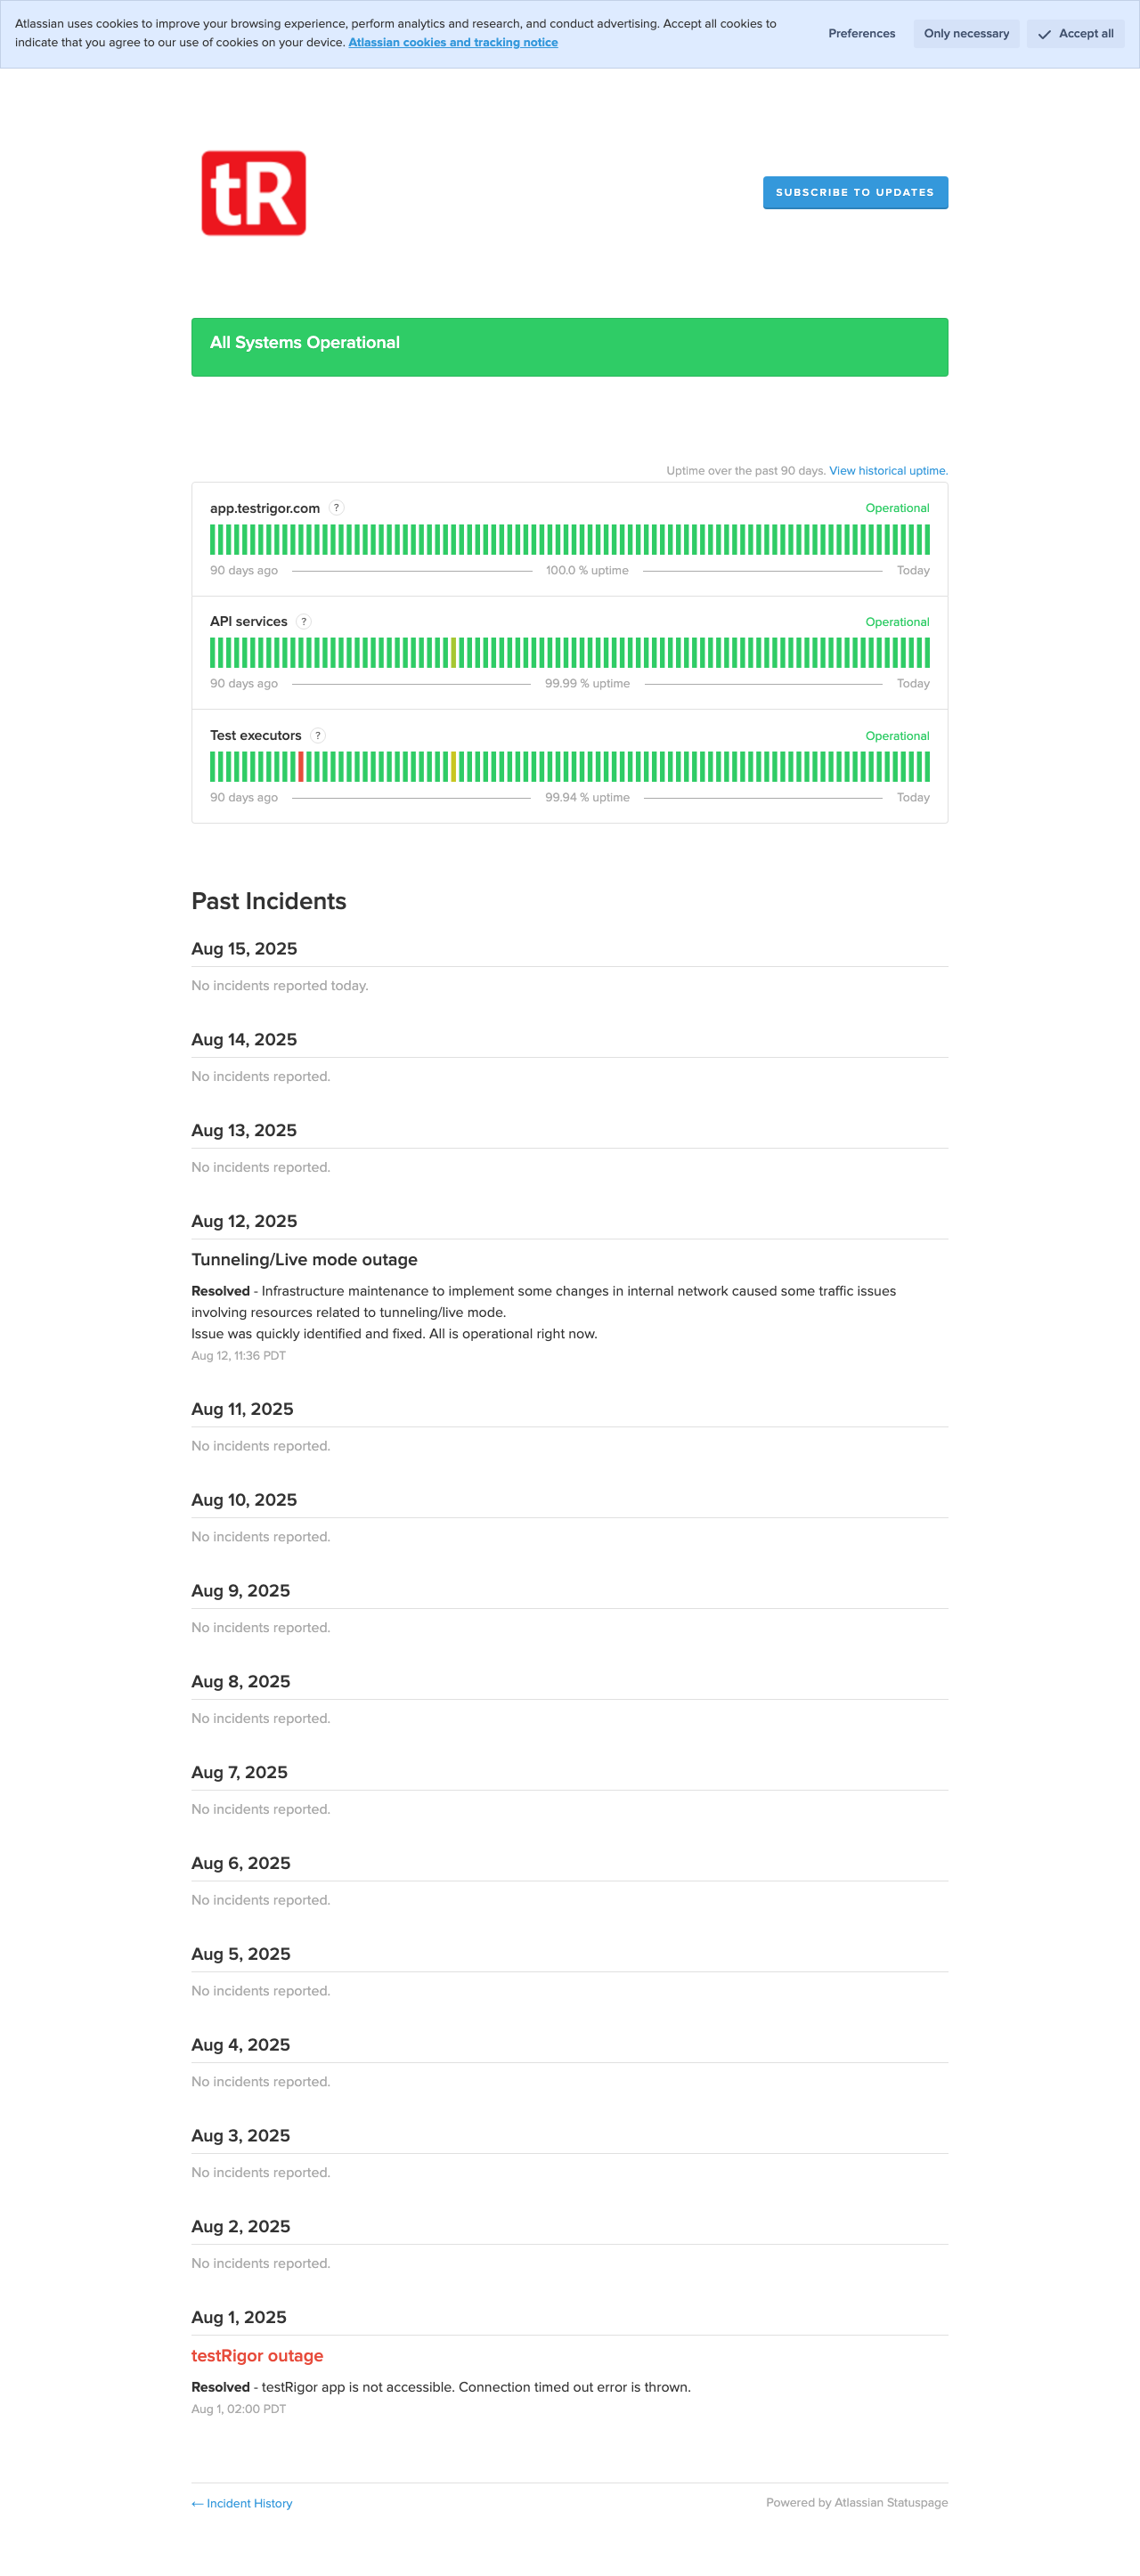 Atlassian uses cookies to improve your browsing experience, perform analytics and research, and conduct advertising. Accept all cookies to
indicate that you agree to our use of cookies on your device. Atlassian cookies and tracking notice
Preferences
Only necessary
Accept all
tR
SUBSCRIBE TO UPDATES
All Systems Operational
Uptime over the past 90 days. View historical uptime.
app.testrigor.com ? Operational
90 days ago 100.0 % uptime Today
API services ? Operational
90 days ago 99.99 % uptime Today
Test executors ? Operational
90 days ago 99.94 % uptime Today
Past Incidents
Aug 15, 2025
No incidents reported today.
Aug 14, 2025
No incidents reported.
Aug 13, 2025
No incidents reported.
Aug 12, 2025
Tunneling/Live mode outage
Resolved - Infrastructure maintenance to implement some changes in internal network caused some traffic issues
involving resources related to tunneling/live mode.
Issue was quickly identified and fixed. All is operational right now.
Aug 12, 11:36 PDT
Aug 11, 2025
No incidents reported.
Aug 10, 2025
No incidents reported.
Aug 9, 2025
No incidents reported.
Aug 8, 2025
No incidents reported.
Aug 7, 2025
No incidents reported.
Aug 6, 2025
No incidents reported.
Aug 5, 2025
No incidents reported.
Aug 4, 2025
No incidents reported.
Aug 3, 2025
No incidents reported.
Aug 2, 2025
No incidents reported.
Aug 1, 2025
testRigor outage
Resolved - testRigor app is not accessible. Connection timed out error is thrown.
Aug 1, 02:00 PDT
← Incident History
Powered by Atlassian Statuspage